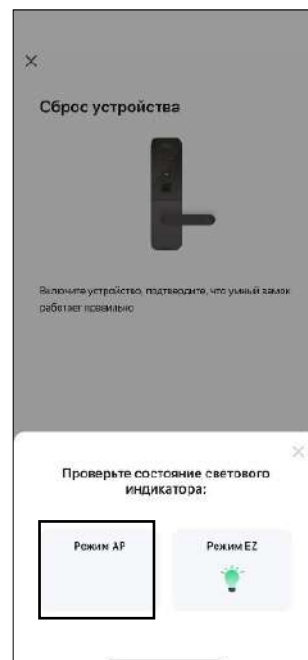 Сброс устройства
Включите устройство, подтвердите, что умный замок
работает правильно
Проверьте состояние светового
индикатора:
Режим AP
Режим EZ